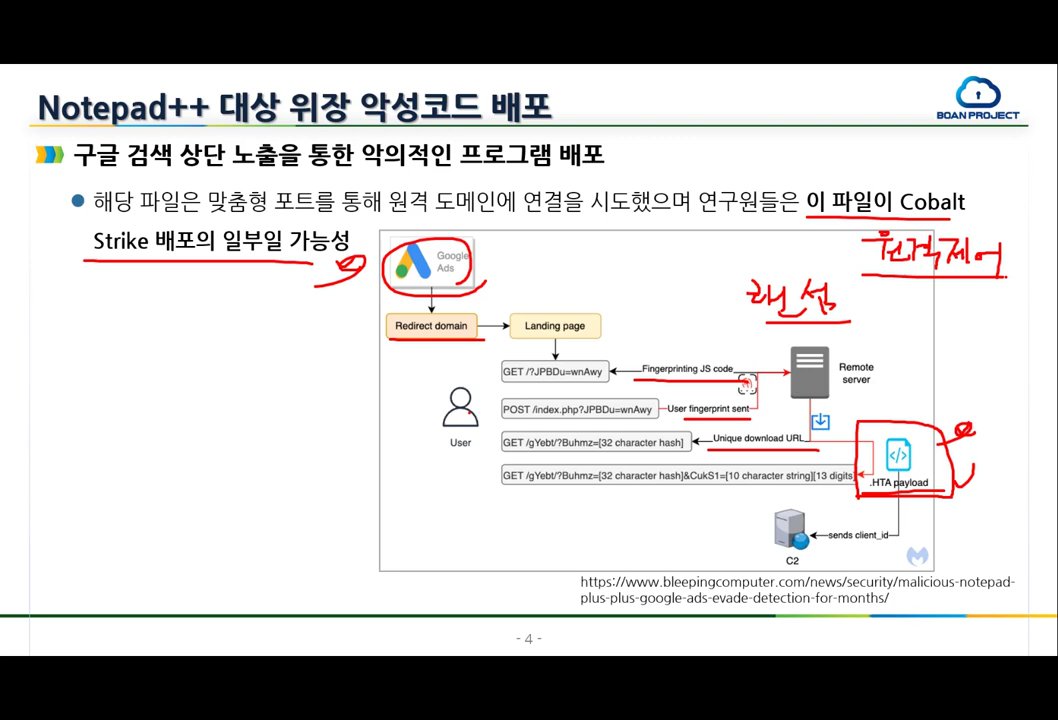 Notepad++ 대상 위장 악성코드 배포
BOANPROJECT
구글 검색 상단 노출을 통한 악의적인 프로그램 배포
해당 파일은 맞춤형 포트를 통해 원격 도메인에 연결을 시도했으며 연구원들은 이 파일이 Cobalt
Strike 배포의 일부일 가능성
원격제어
Google
Ads
랜섬
Redirect domain
Landing page
GET /?JPBDu=wnAwy
Fingerprinting JS code
Remote
server
POST /index.php?JPBDu=wnAwy
User fingerprint sent
User
GET /gYebt/?Buhmz=[32 character hash]
Unique download URL
GET /gYebt/?Buhmz=[32 character hash]&CukS1=[10 character string][13 digits]
.HTA payload
sends client_id
C2
https://www.bleepingcomputer.com/news/security/malicious-notepad-
plus-plus-google-ads-evade-detection-for-months/
- 4 -